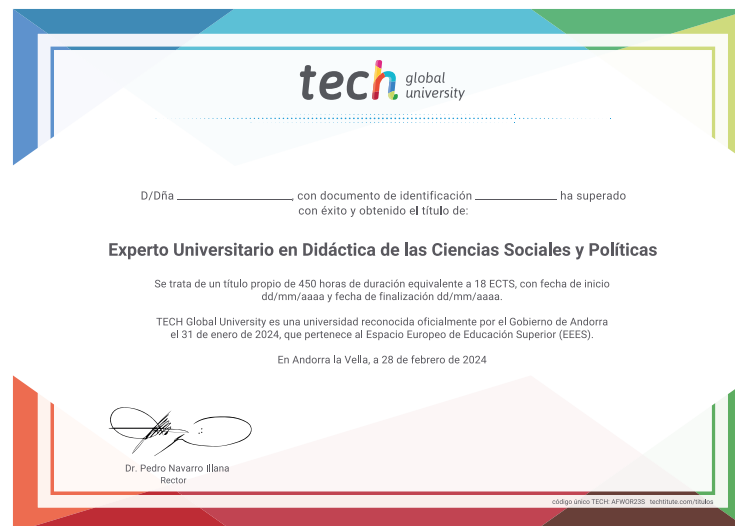 tech global
university
D/Dña ______________, con documento de identificación __________ ha superado
con éxito y obtenido el título de:
Experto Universitario en Didáctica de las Ciencias Sociales y Políticas
Se trata de un título propio de 450 horas de duración equivalente a 18 ECTS, con fecha de inicio
dd/mm/aaaa y fecha de finalización dd/mm/aaaa.
TECH Global University es una universidad reconocida oficialmente por el Gobierno de Andorra
el 31 de enero de 2024, que pertenece al Espacio Europeo de Educación Superior (EEES).
En Andorra la Vella, a 28 de febrero de 2024
Dr. Pedro Navarro Illana
Rector
código único TECH: AFWOR23S techtitute.com/titulos